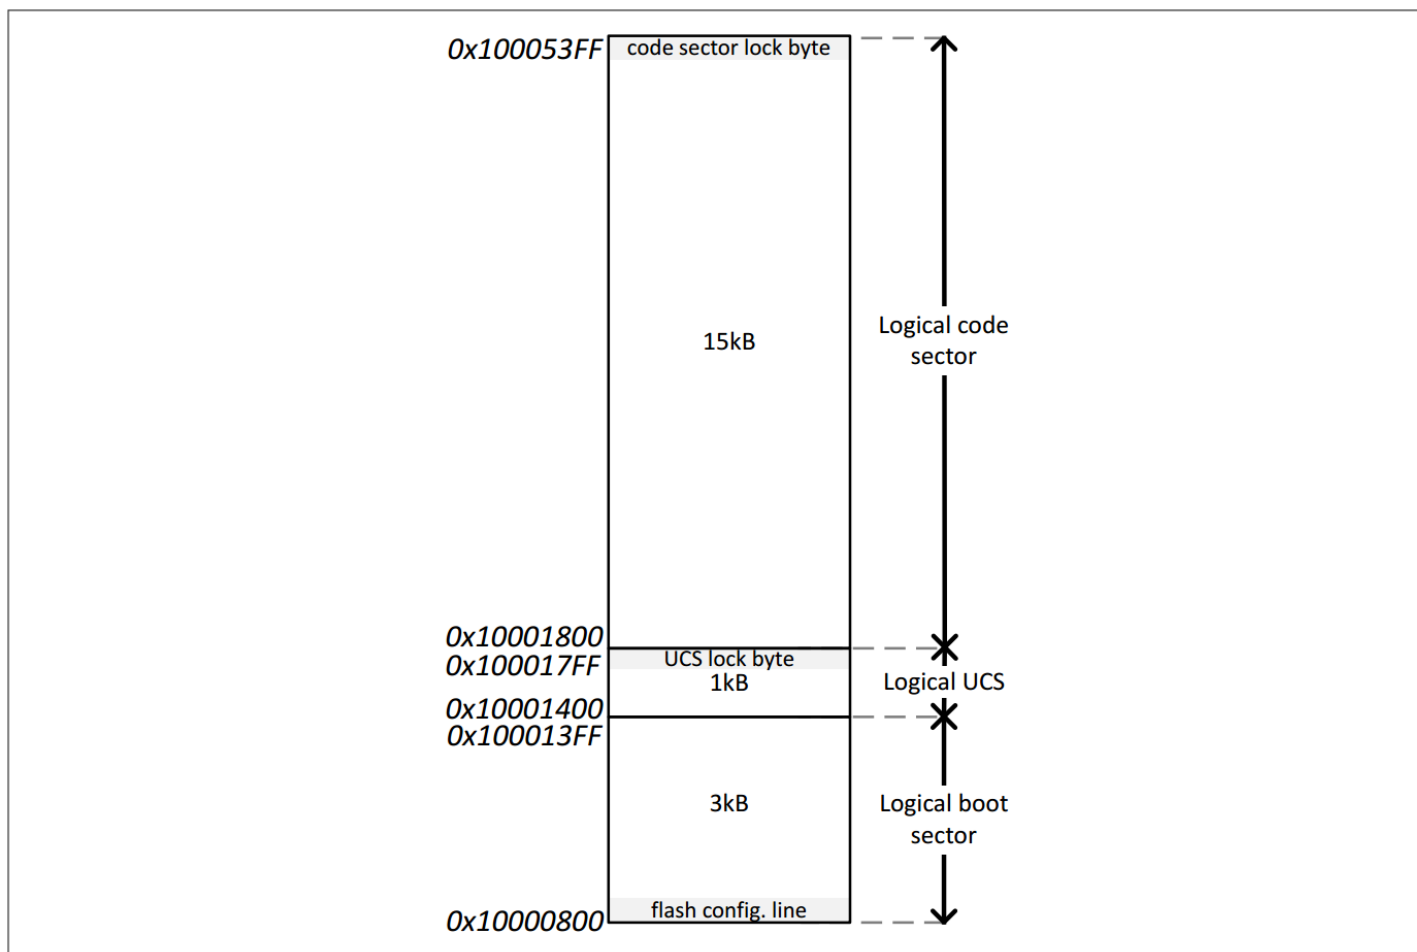 0x100053FF
code sector lock byte
15kB
Logical code
sector
0x10001800
0x100017FF
UCS lock byte
1kB
Logical UCS
0x10001400
0x100013FF
3kB
Logical boot
sector
flash config. line
0x10000800